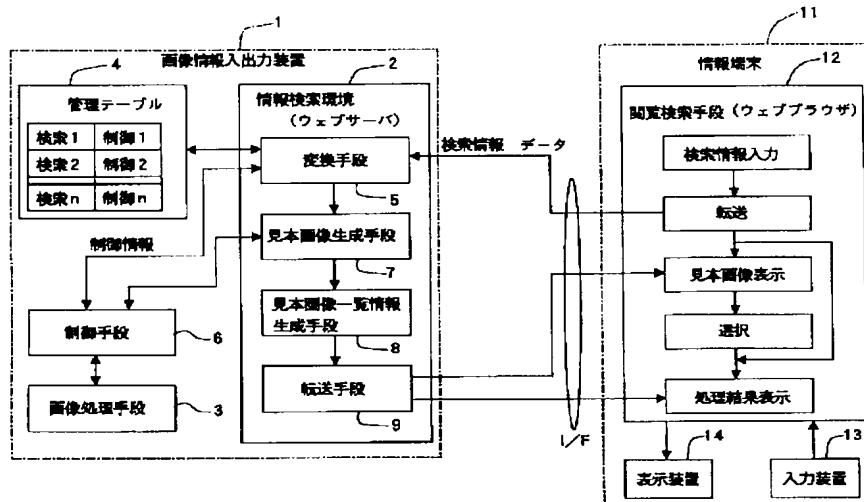 1
画像情報入出力装置
4
管理テーブル
検索1 制御1
検索2 制御2
検索n 制御n
2
情報検索環境
(ウェブサーバ)
変換手段
5
見本画像生成手段
7
見本画像一覧情報
生成手段
8
転送手段
9
制御情報
制御手段
6
画像処理手段
3
検索情報 データ
I/F
11
情報端末
12
閲覧検索手段(ウェブブラウザ)
検索情報入力
転送
見本画像表示
選択
処理結果表示
14
表示装置
13
入力装置